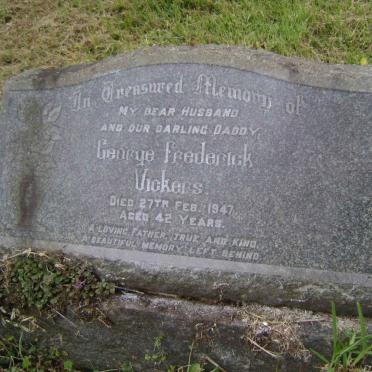 In Treasured Memory of
My Dear Husband
and our Darling Daddy,
George Frederick
Vickers.
Died 27th Feb. 1947
Aged 42 Years.
A loving father, true and kind,
A beautiful memory left behind.